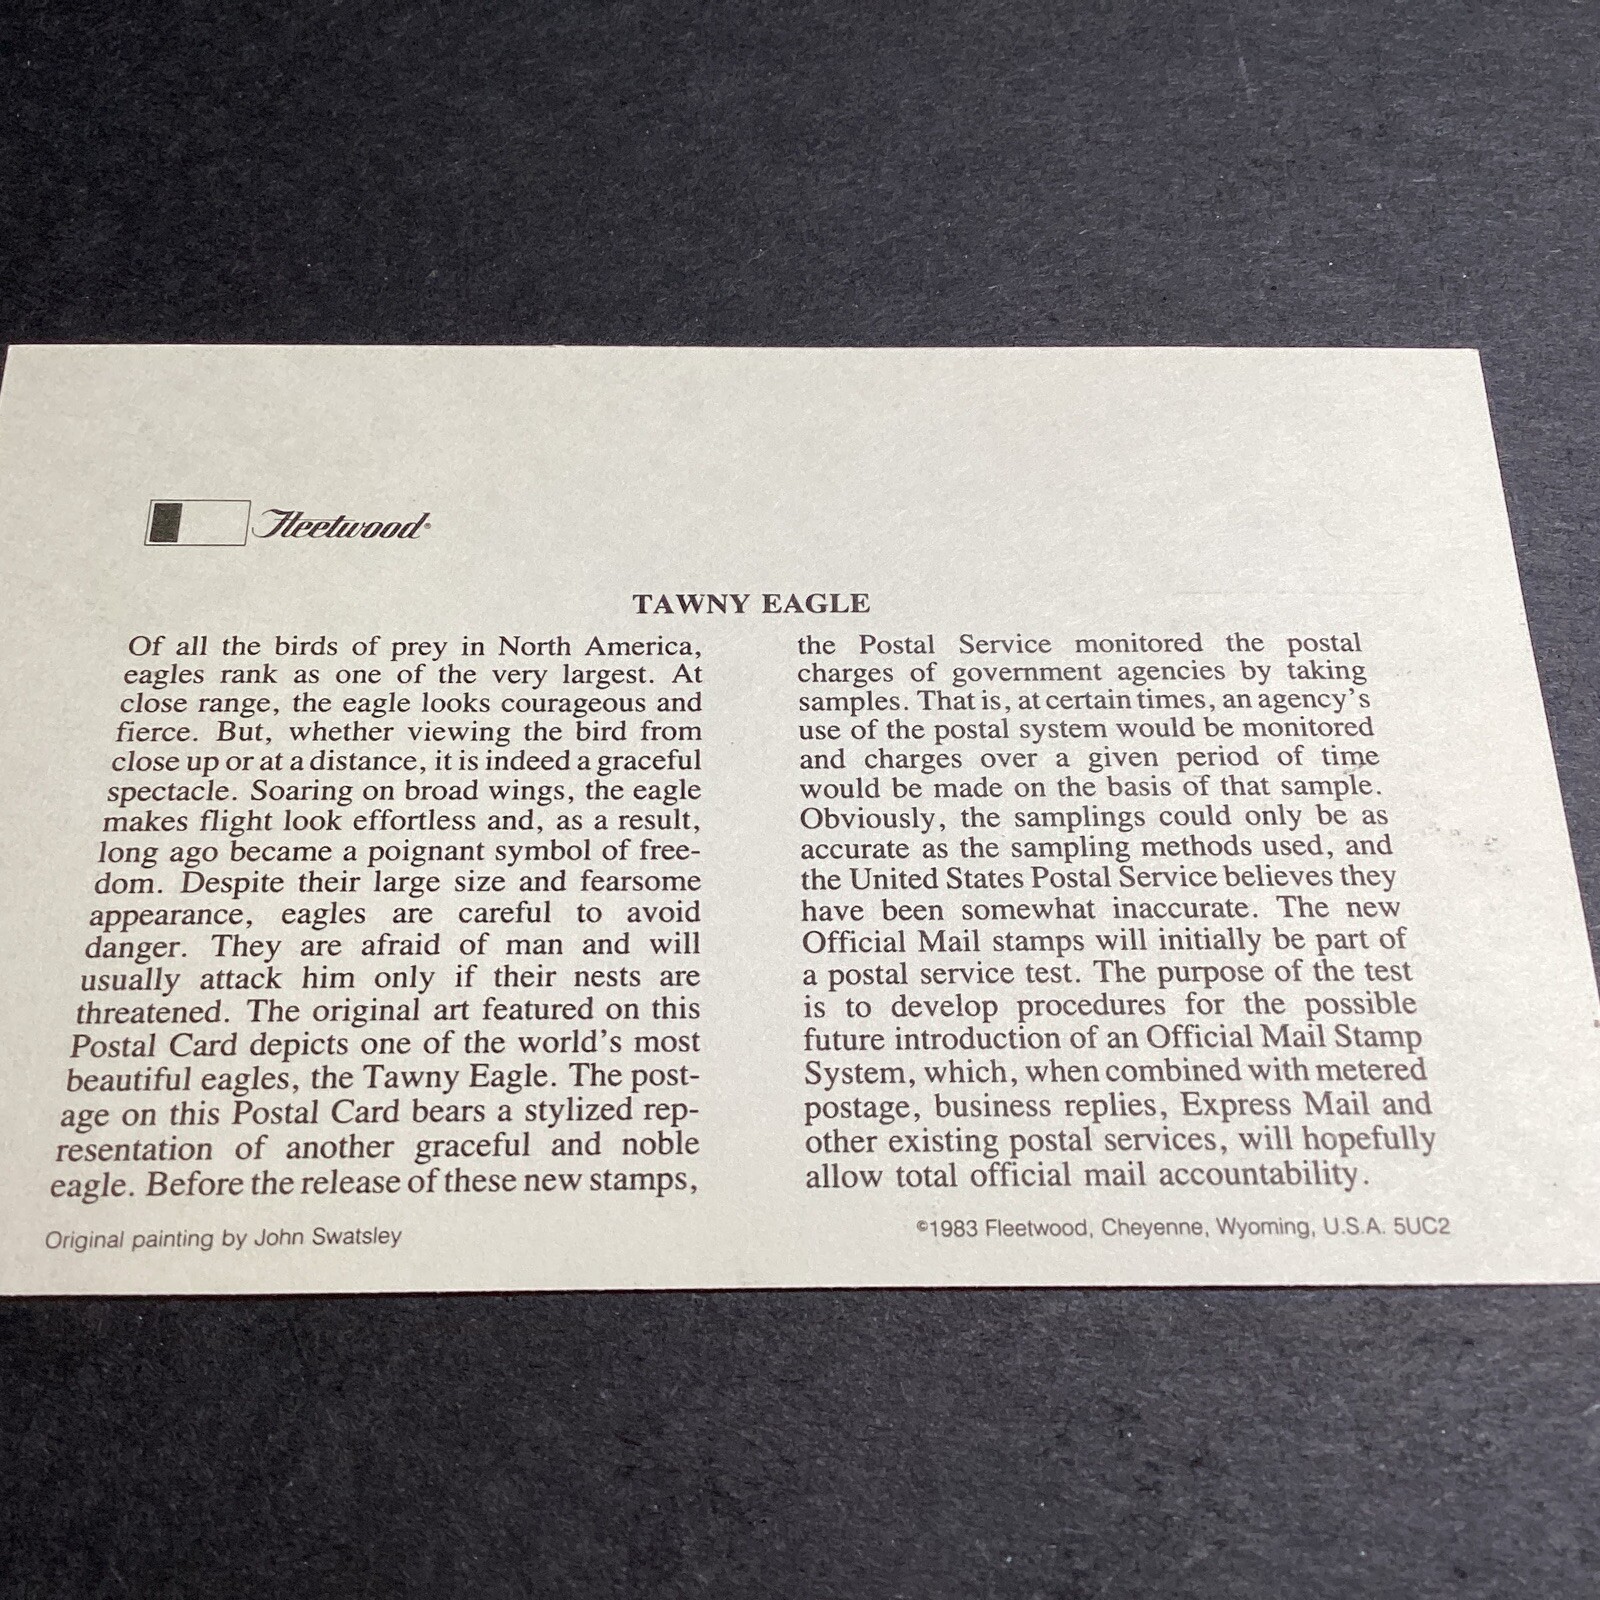 Fleetwood®
TAWNY EAGLE
Of all the birds of prey in North America,
eagles rank as one of the very largest. At
close range, the eagle looks courageous and
fierce. But, whether viewing the bird from
close up or at a distance, it is indeed a graceful
spectacle. Soaring on broad wings, the eagle
makes flight look effortless and, as a result,
long ago became a poignant symbol of free-
dom. Despite their large size and fearsome
appearance, eagles are careful to avoid
danger. They are afraid of man and will
usually attack him only if their nests are
threatened. The original art featured on this
Postal Card depicts one of the world's most
beautiful eagles, the Tawny Eagle. The post-
age on this Postal Card bears a stylized rep-
resentation of another graceful and noble
eagle. Before the release of these new stamps,
the Postal Service monitored the postal
charges of government agencies by taking
samples. That is, at certain times, an agency's
use of the postal system would be monitored
and charges over a given period of time
would be made on the basis of that sample.
Obviously, the samplings could only be as
accurate as the sampling methods used, and
the United States Postal Service believes they
have been somewhat inaccurate. The new
Official Mail stamps will initially be part of
a postal service test. The purpose of the test
is to develop procedures for the possible
future introduction of an Official Mail Stamp
System, which, when combined with metered
postage, business replies, Express Mail and
other existing postal services, will hopefully
allow total official mail accountability.
Original painting by John Swatsley
©1983 Fleetwood, Cheyenne, Wyoming, U.S.A. 5UC2